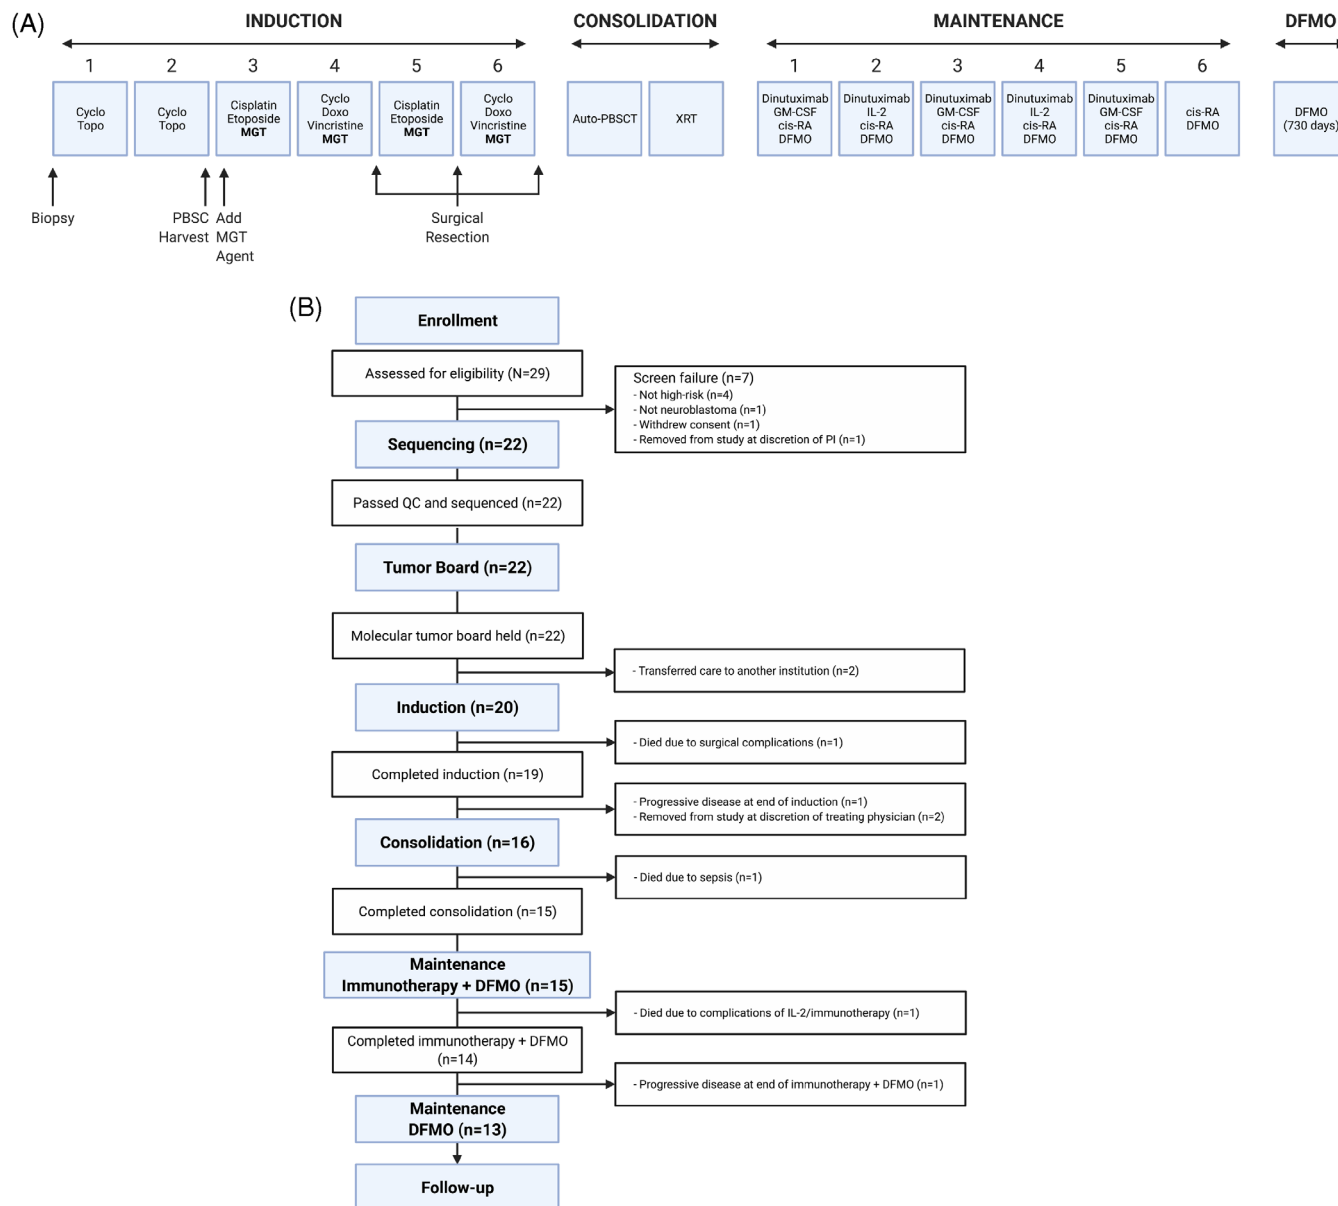 (A)
INDUCTION
CONSOLIDATION
MAINTENANCE
DFMO
1
2
3
4
5
6
1
2
3
4
5
6
Cyclo
Topo
Cyclo
Topo
Cisplatin
Etoposide
MGT
Cyclo
Doxo
Vincristine
MGT
Cisplatin
Etoposide
MGT
Cyclo
Doxo
Vincristine
MGT
Auto-PBSCT
XRT
Dinutuximab
GM-CSF
cis-RA
DFMO
Dinutuximab
IL-2
cis-RA
DFMO
Dinutuximab
GM-CSF
cis-RA
DFMO
Dinutuximab
IL-2
cis-RA
DFMO
Dinutuximab
GM-CSF
cis-RA
DFMO
cis-RA
DFMO
DFMO
(730 days)
Biopsy
PBSC
Harvest
Add
MGT
Agent
Surgical
Resection
(B)
Enrollment
Assessed for eligibility (N=29)
Screen failure (n=7)
- Not high-risk (n=4)
- Not neuroblastoma (n=1)
- Withdrew consent (n=1)
- Removed from study at discretion of PI (n=1)
Sequencing (n=22)
Passed QC and sequenced (n=22)
Tumor Board (n=22)
Molecular tumor board held (n=22)
- Transferred care to another institution (n=2)
Induction (n=20)
- Died due to surgical complications (n=1)
Completed induction (n=19)
- Progressive disease at end of induction (n=1)
- Removed from study at discretion of treating physician (n=2)
Consolidation (n=16)
- Died due to sepsis (n=1)
Completed consolidation (n=15)
Maintenance
Immunotherapy + DFMO (n=15)
- Died due to complications of IL-2/immunotherapy (n=1)
Completed immunotherapy + DFMO
(n=14)
- Progressive disease at end of immunotherapy + DFMO (n=1)
Maintenance
DFMO (n=13)
Follow-up